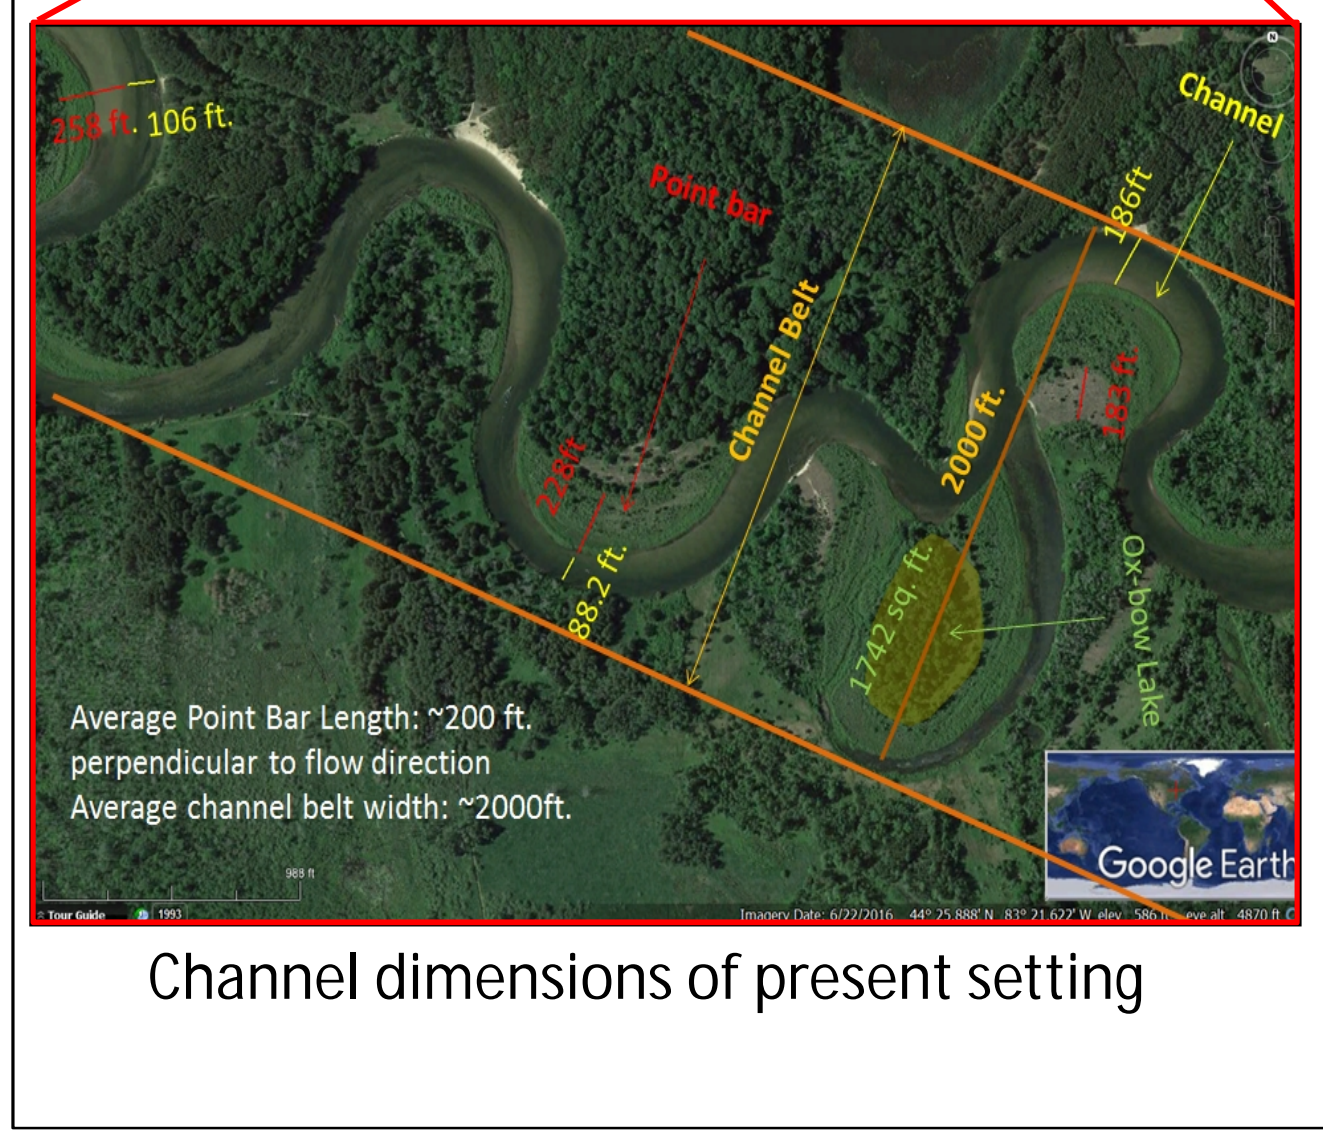 258 ft. 106 ft.
Channel
Point bar
186ft
Channel Belt
2000 ft.
183 ft.
228ft
88.2 ft.
1742 sq. ft.
Ox-bow Lake
Average Point Bar Length: ~200 ft.
perpendicular to flow direction
Average channel belt width: ~2000ft.
N
988 ft
Google Earth
Tour Guide 1993
Imagery Date: 6/22/2016 44° 25.888' N 83° 21.622' W elev 586 eye alt 4870 ft
Channel dimensions of present setting